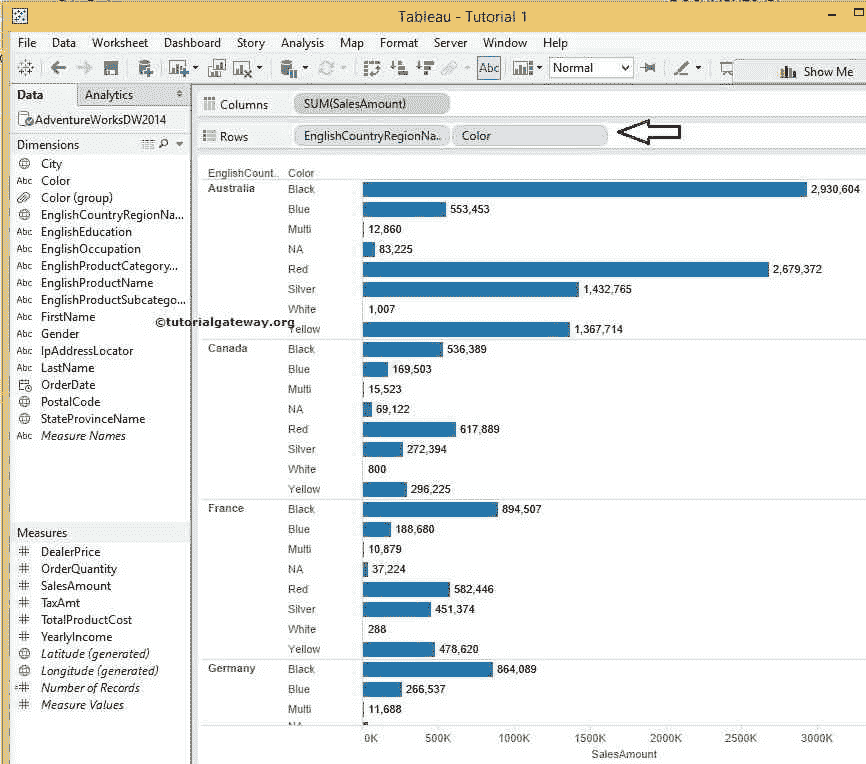 Tableau - Tutorial 1
File Data Worksheet Dashboard Story Analysis Map Format Server Window Help
Abc Normal Show Me
Data Analytics
AdventureWorksDW2014
Dimensions
City
Abc Color
Color (group)
EnglishCountryRegionNa...
Abc EnglishEducation
Abc EnglishOccupation
Abc EnglishProductCategory...
Abc EnglishProductName
Abc EnglishProductSubcatego...
Abc FirstName
Abc Gender
Abc IpAddressLocator
Abc LastName
OrderDate
PostalCode
StateProvinceName
Abc Measure Names
Measures
# DealerPrice
# OrderQuantity
# SalesAmount
# TaxAmt
# TotalProductCost
# YearlyIncome
Latitude (generated)
Longitude (generated)
=# Number of Records
# Measure Values
Columns SUM(SalesAmount)
Rows EnglishCountryRegionNa.. Color
EnglishCount.. Color
Australia Black 2,930,604
Blue 553,453
Multi 12,860
NA 83,225
Red 2,679,372
Silver 1,432,765
White 1,007
©tutorialgateway.org
Yellow 1,367,714
Canada Black 536,389
Blue 169,503
Multi 15,523
NA 69,122
Red 617,889
Silver 272,394
White 800
Yellow 296,225
France Black 894,507
Blue 188,680
Multi 10,879
NA 37,224
Red 582,446
Silver 451,374
White 288
Yellow 478,620
Germany Black 864,089
Blue 266,537
Multi 11,688
NA
0K 500K 1000K 1500K 2000K 2500K 3000K
SalesAmount